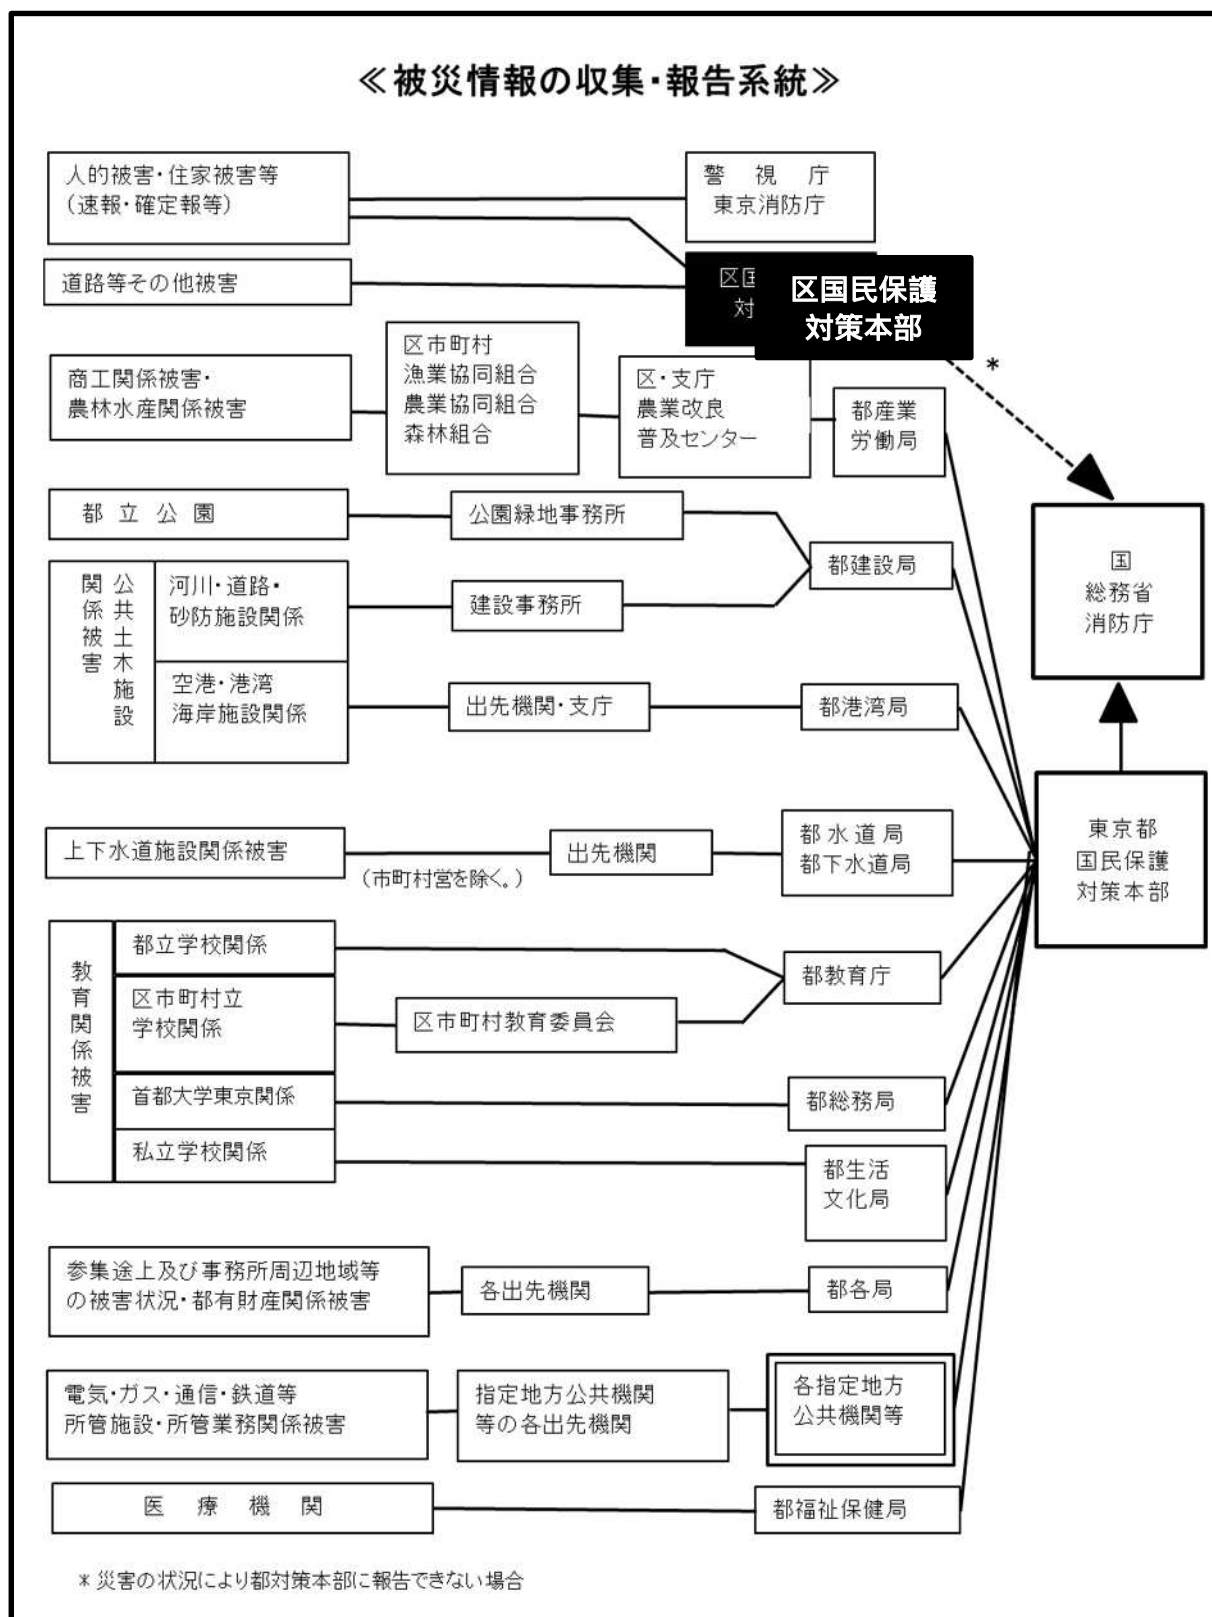 ≪被災情報の収集・報告系統≫
人的被害・住家被害等
(速報・確定報等)
警視庁
東京消防庁
道路等その他被害
区国
対
区国民保護
対策本部
*
商工関係被害・
農林水産関係被害
区市町村
漁業協同組合
農業協同組合
森林組合
区・支庁
農業改良
普及センター
都産業
労働局
都立公園
公園緑地事務所
都建設局
国
総務省
消防庁
公共土木施設
関係被害
河川・道路・
砂防施設関係
建設事務所
空港・港湾
海岸施設関係
出先機関・支庁
都港湾局
東京都
国民保護
対策本部
上下水道施設関係被害
(市町村営を除く。)
出先機関
都水道局
都下水道局
教育関係被害
都立学校関係
都教育庁
区市町村立
学校関係
区市町村教育委員会
首都大学東京関係
都総務局
私立学校関係
都生活
文化局
参集途上及び事務所周辺地域等
の被害状況・都有財産関係被害
各出先機関
都各局
電気・ガス・通信・鉄道等
所管施設・所管業務関係被害
指定地方公共機関
等の各出先機関
各指定地方
公共機関等
医療機関
都福祉保健局
* 災害の状況により都対策本部に報告できない場合